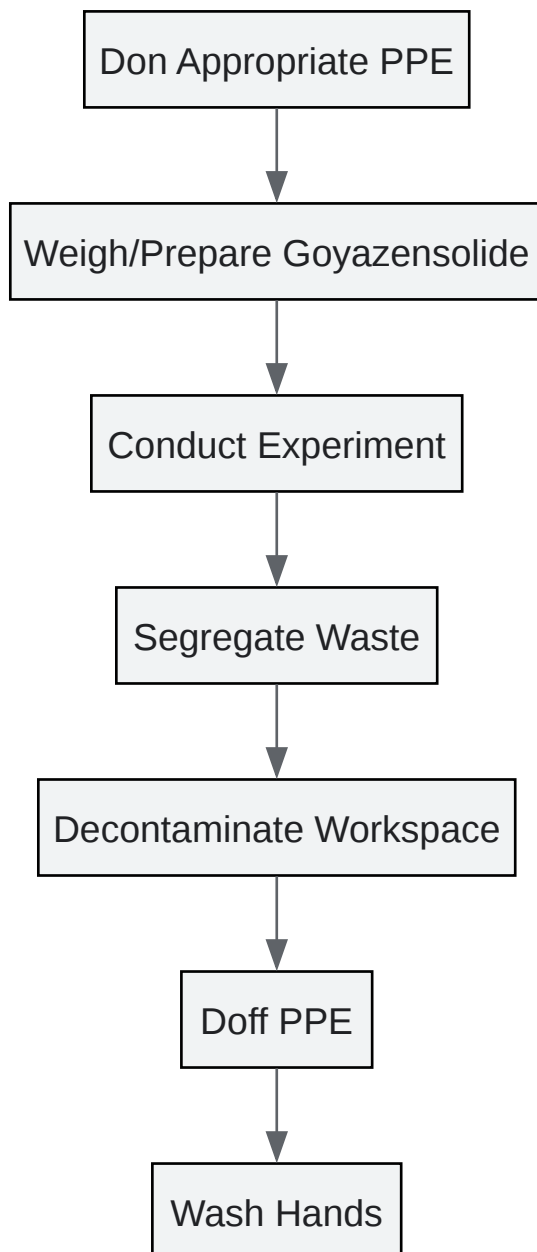 Don Appropriate PPE
Weigh/Prepare Goyazensolide
Conduct Experiment
Segregate Waste
Decontaminate Workspace
Doff PPE
Wash Hands